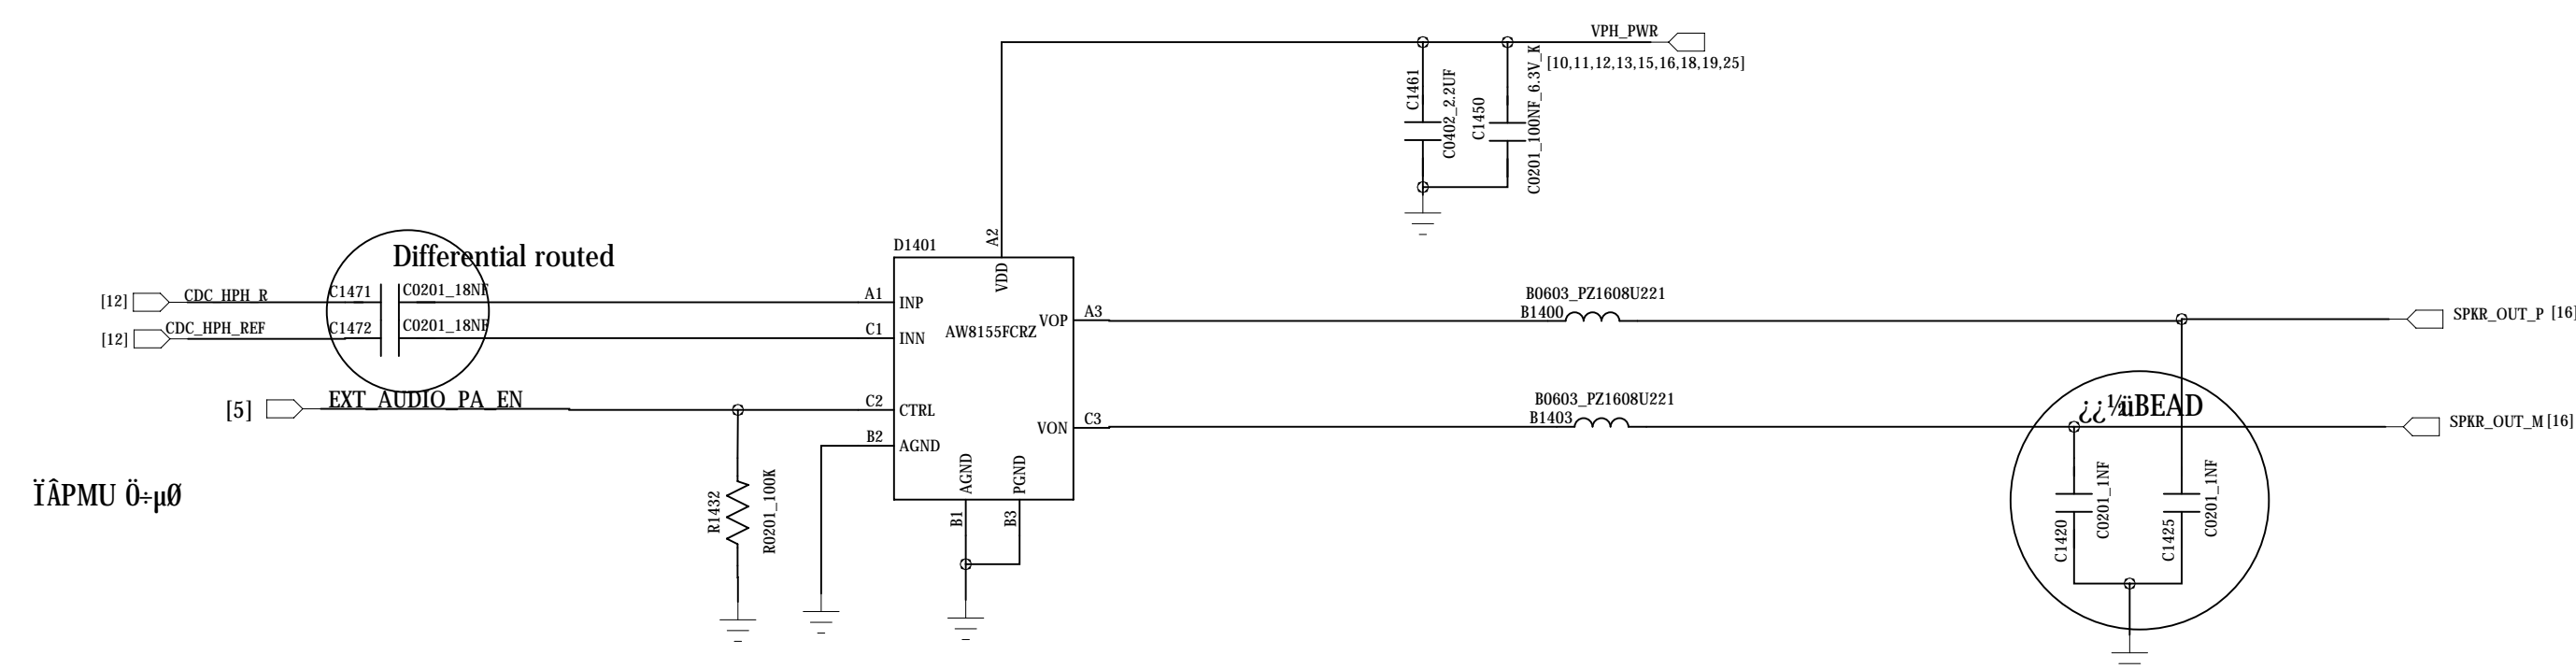 VPH_PWR
[10,11,12,13,15,16,18,19,25]
C1461
C0402_2.2UF
C1450
C0201_100NF_6.3V_K
Differential routed
D1401
A2
VDD
[12]
CDC_HPH_R
C1471
C0201_18NF
A1
INP
[12]
CDC_HPH_REF
C1472
C0201_18NF
C1
INN
AW8155FCRZ
VOP
A3
B0603_PZ1608U221
B1400
SPKR_OUT_P [16]
[5]
EXT_AUDIO_PA_EN
C2
CTRL
B2
AGND
VON
C3
B0603_PZ1608U221
B1403
¿¿½üBEAD
SPKR_OUT_M [16]
AGND
PGND
B1
B3
ÏÂPMU Ö÷µØ
R1432
R0201_100K
C1420
C0201_1NF
C1425
C0201_1NF